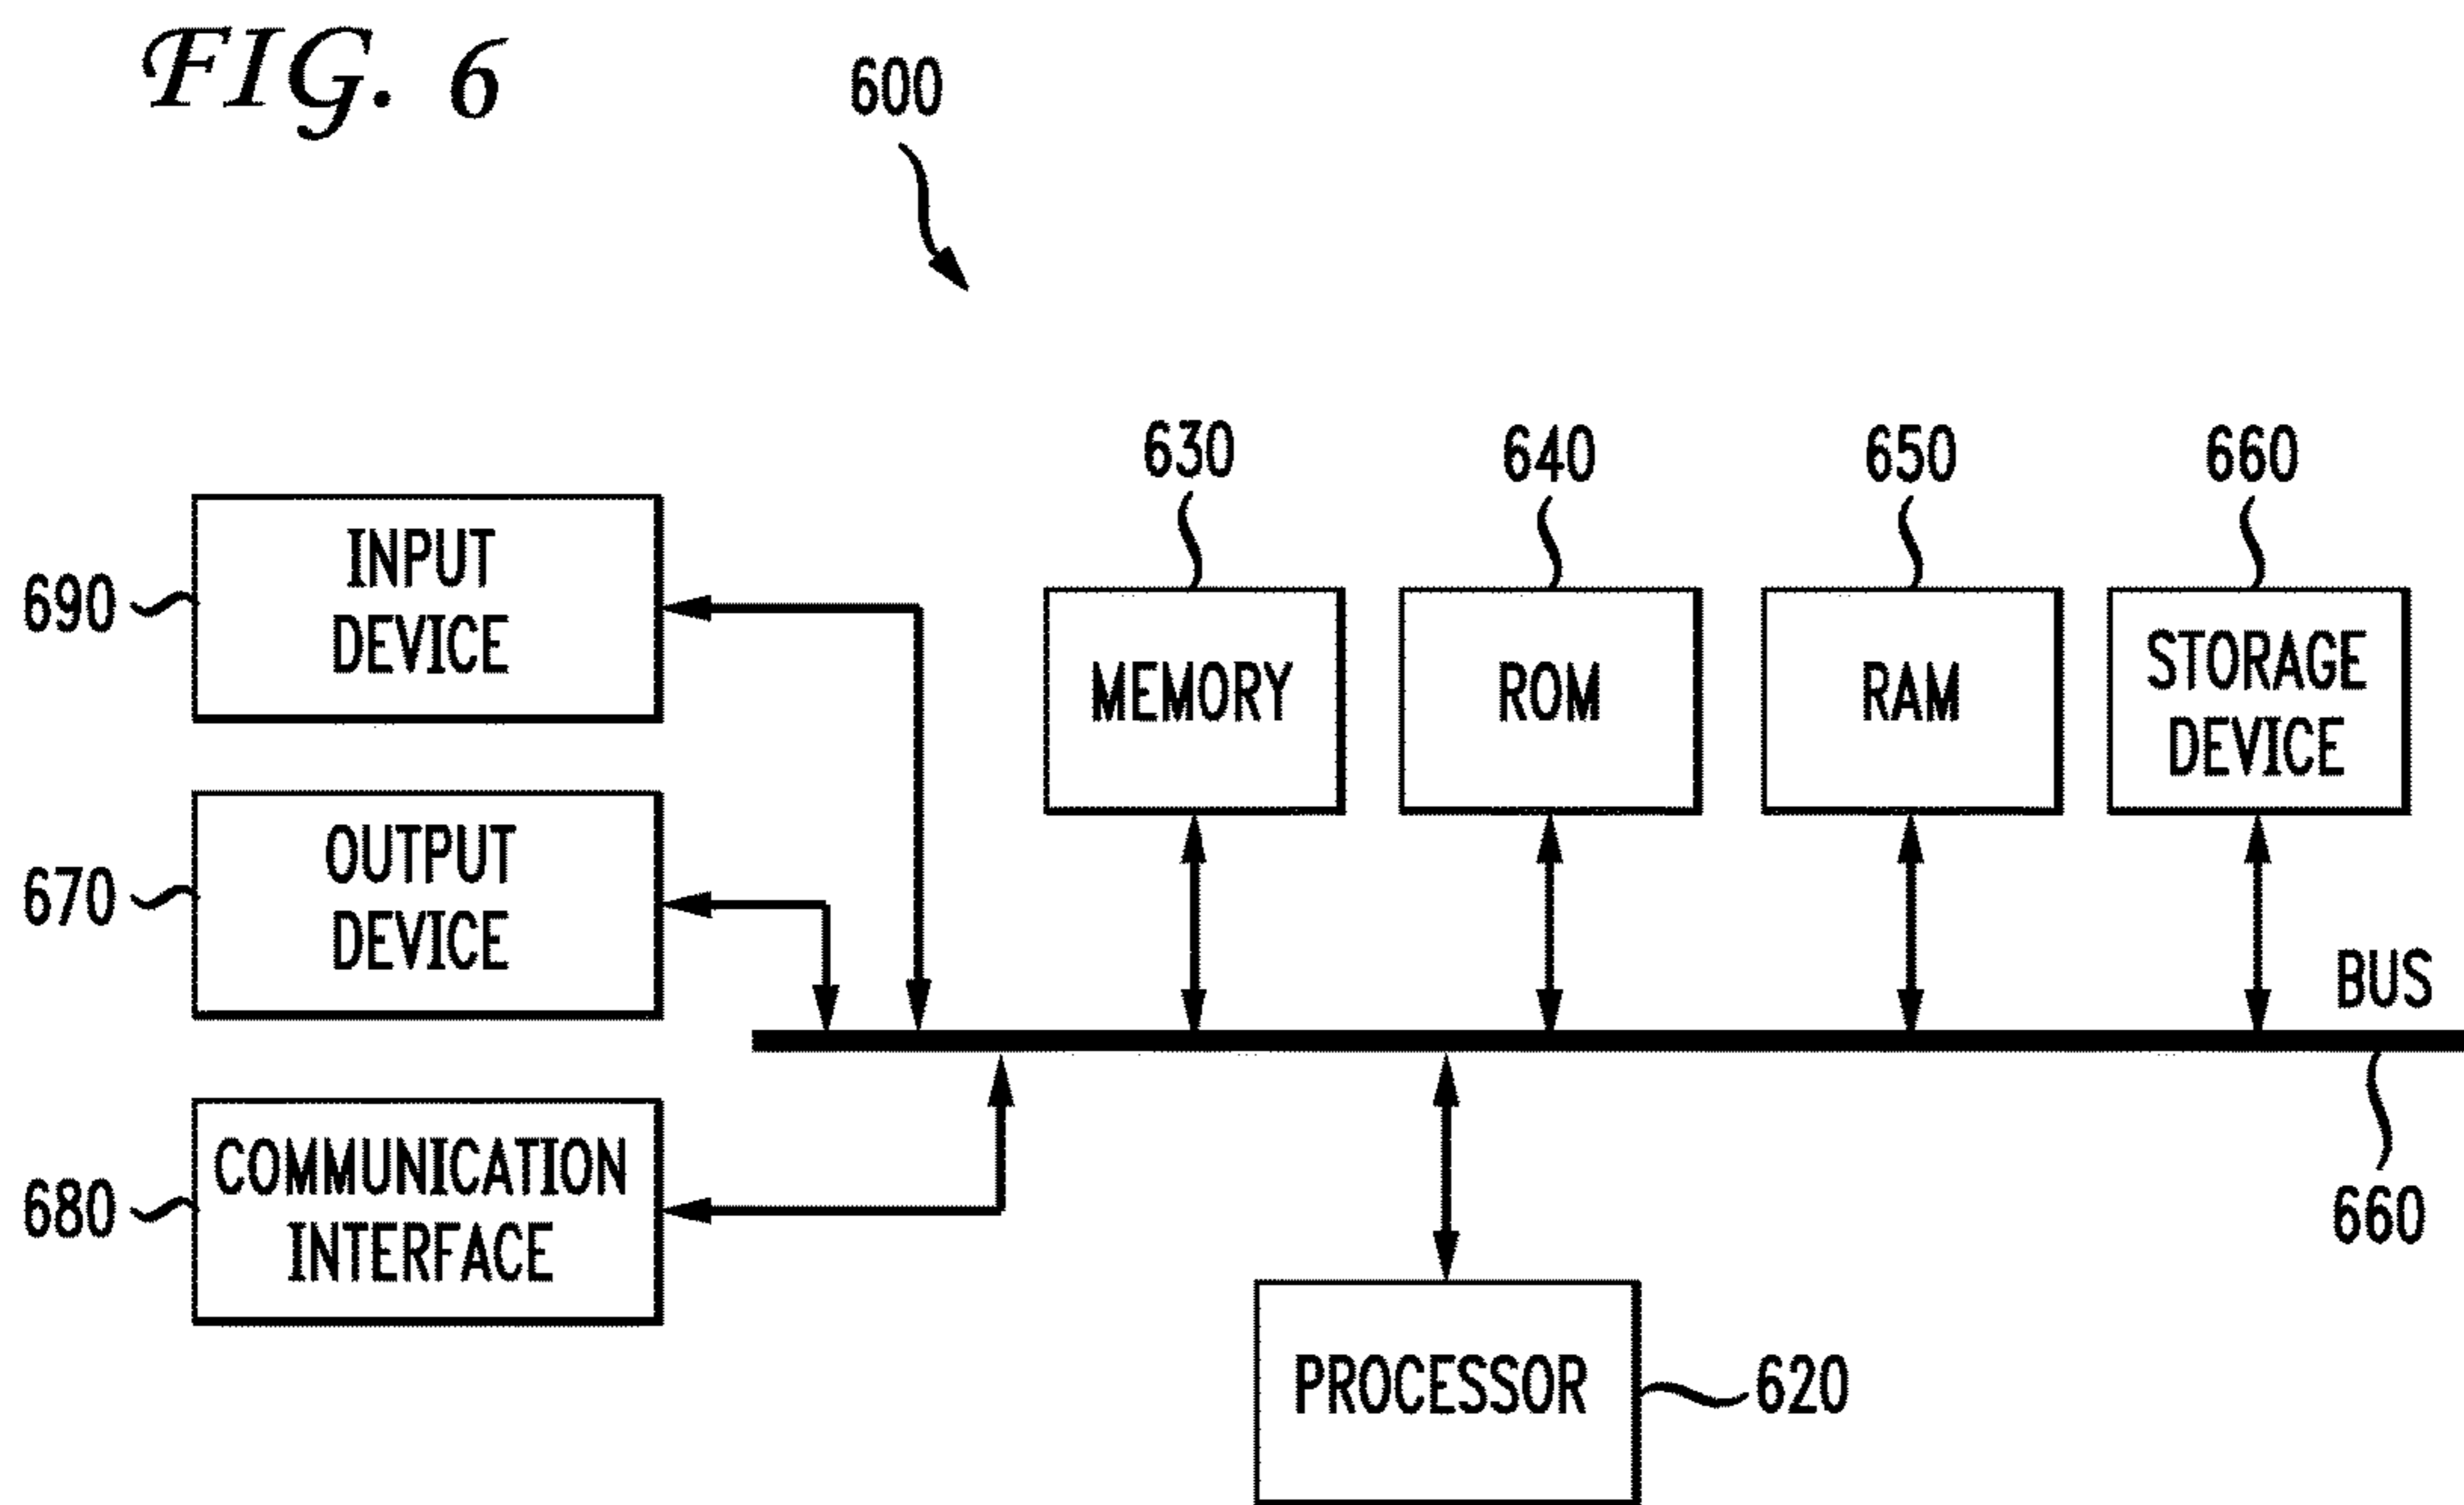 FIG. 6
600
630
640
650
660
690
INPUT
DEVICE
MEMORY
ROM
RAM
STORAGE
DEVICE
670
OUTPUT
DEVICE
BUS
680
COMMUNICATION
INTERFACE
660
PROCESSOR
620